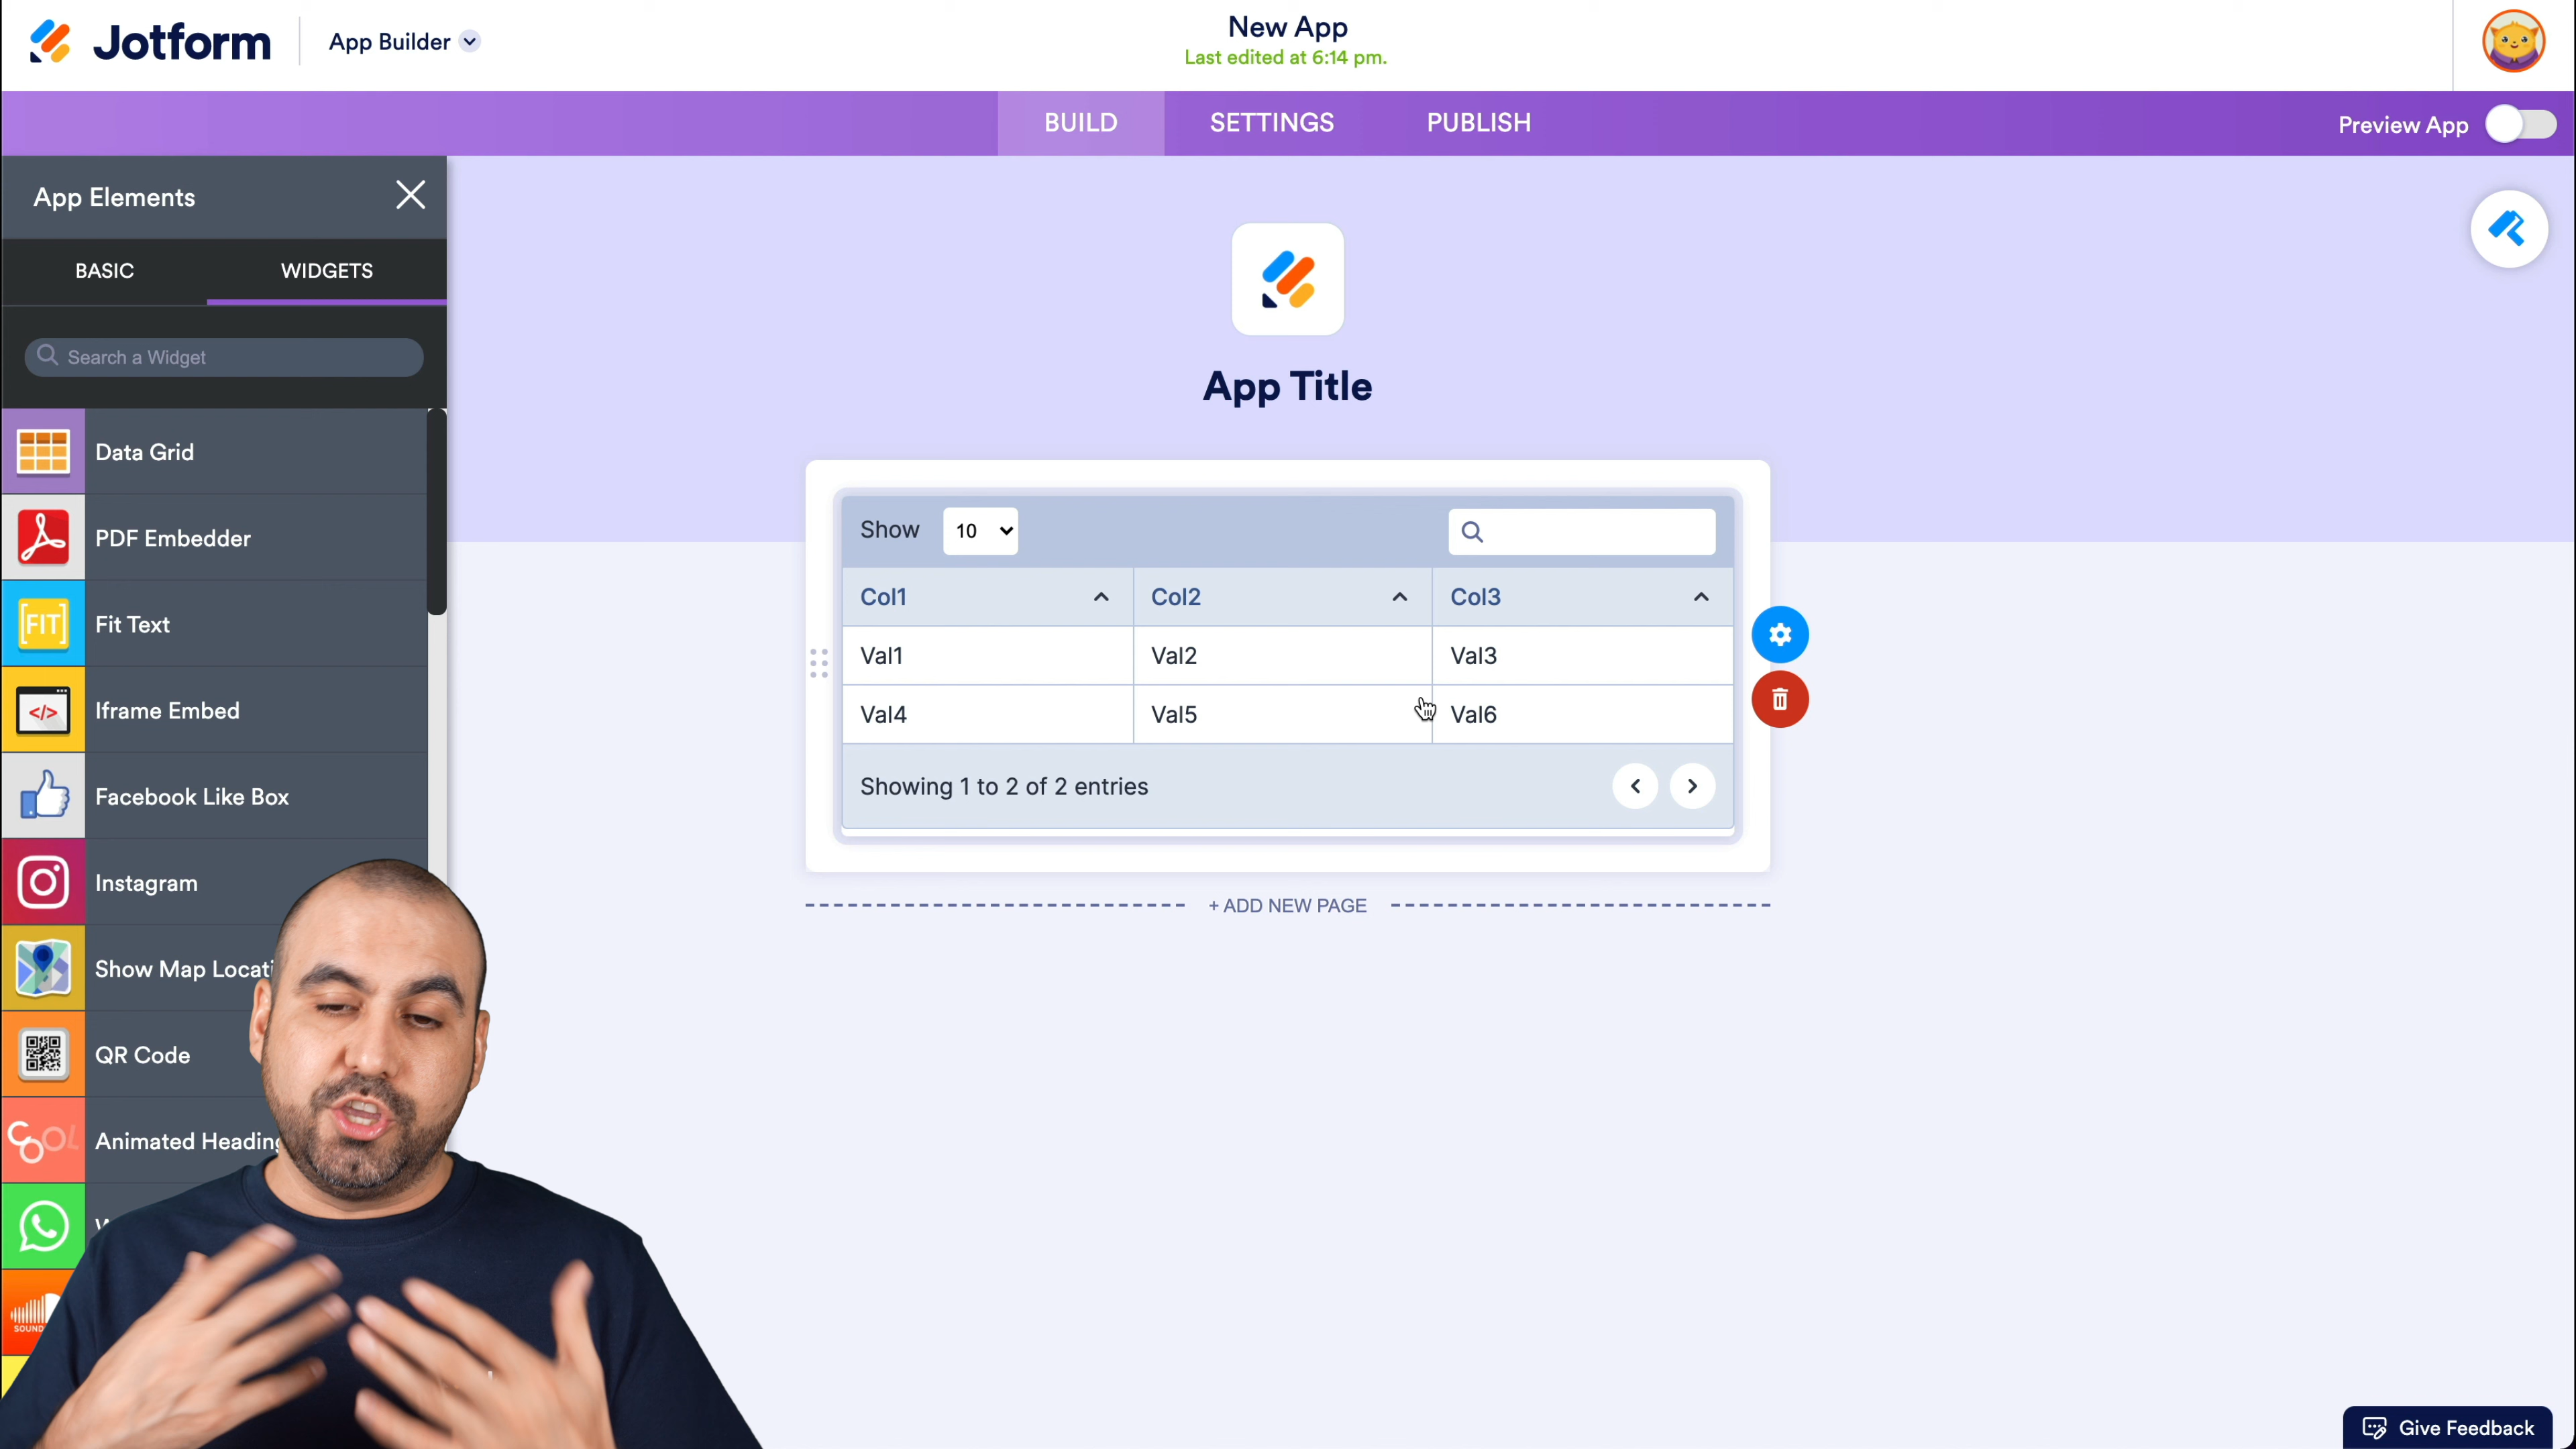 Jotform
App Builder
New App
Last edited at 6:14 pm.
BUILD
SETTINGS
PUBLISH
Preview App
App Elements
BASIC
WIDGETS
Search a Widget
Data Grid
PDF Embedder
FIT
Fit Text
</>
Iframe Embed
Facebook Like Box
Instagram
Show Map Locati
QR Code
COOL
Animated Heading
SOUND
App Title
Show 10
Col1 Col2 Col3
Val1 Val2 Val3
Val4 Val5 Val6
Showing 1 to 2 of 2 entries
+ ADD NEW PAGE
Give Feedback